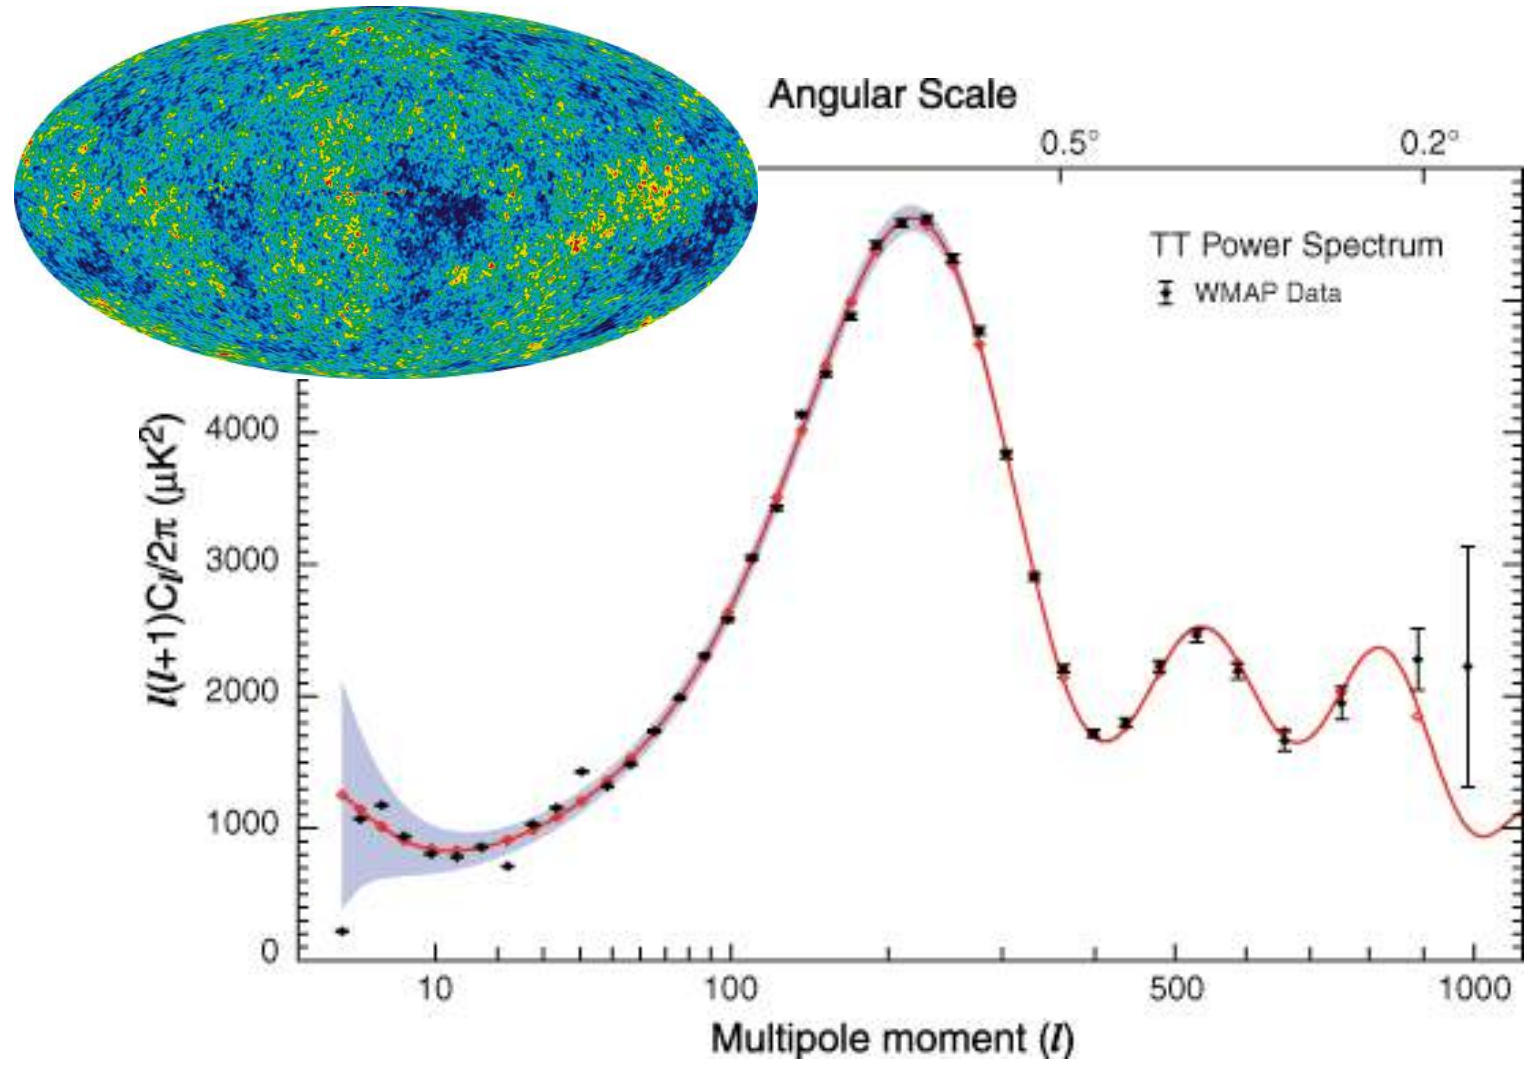 Angular Scale
0.5°
0.2°
TT Power Spectrum
WMAP Data
l(l+1)Cl/2π (μK2)
4000
3000
2000
1000
0
10
100
500
1000
Multipole moment (l)